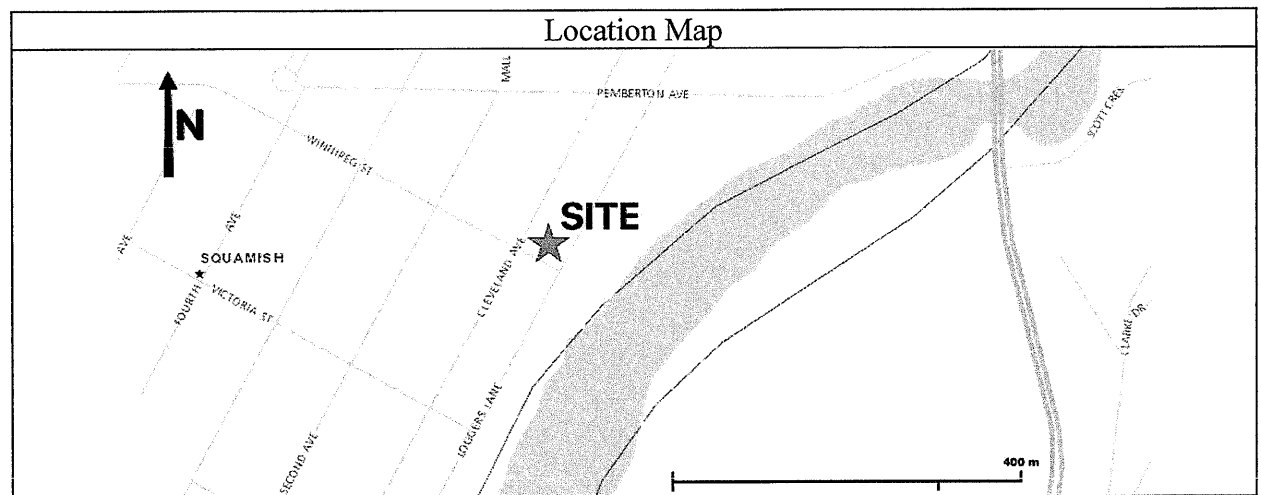 Location Map
MALL
PEMBERTON AVE
SCOTT CRES
N
WINNIPEG ST
SITE
AVE
AVE
SQUAMISH
CLEVELAND AVE
FOURTH
VICTORIA ST
CLARKE DR
LOGGERS LANE
SECOND AVE
400 m